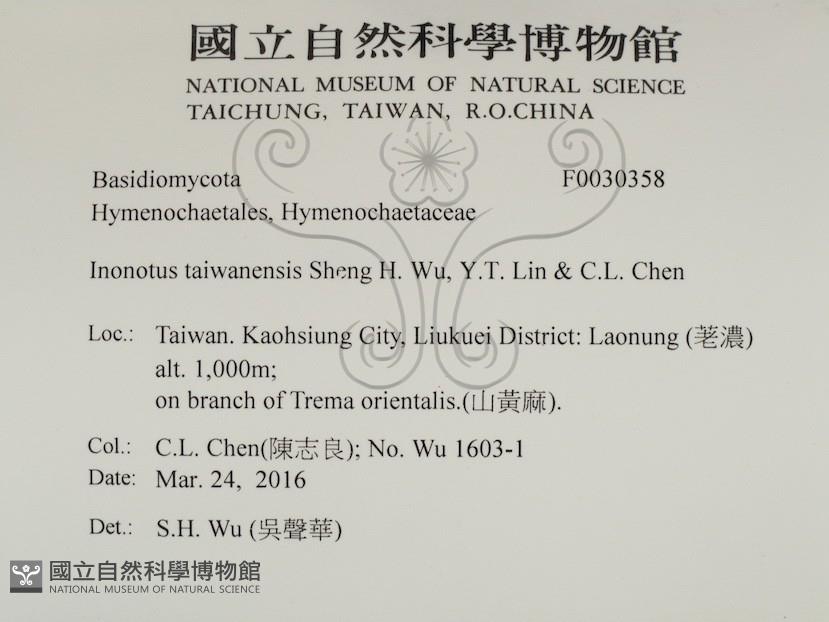 國立自然科學博物館
NATIONAL MUSEUM OF NATURAL SCIENCE
TAICHUNG, TAIWAN, R.O.CHINA
Basidiomycota F0030358
Hymenochaetales, Hymenochaetaceae
Inonotus taiwanensis Sheng H. Wu, Y.T. Lin & C.L. Chen
Loc.: Taiwan. Kaohsiung City, Liukuei District: Laonung (荖濃)
alt. 1,000m;
on branch of Trema orientalis.(山黃麻).
Col.: C.L. Chen(陳志良); No. Wu 1603-1
Date: Mar. 24, 2016
Det.: S.H. Wu (吳聲華)
國立自然科學博物館
NATIONAL MUSEUM OF NATURAL SCIENCE